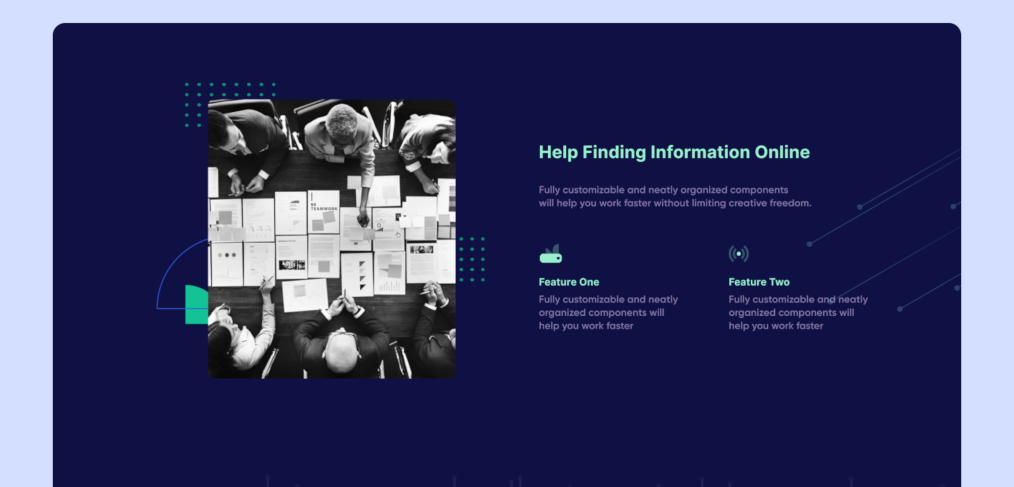 BE
TEAMWORK
Help Finding Information Online
Fully customizable and neatly organized components
will help you work faster without limiting creative freedom.
Feature One
Fully customizable and neatly
organized components will
help you work faster
Feature Two
Fully customizable and neatly
organized components will
help you work faster